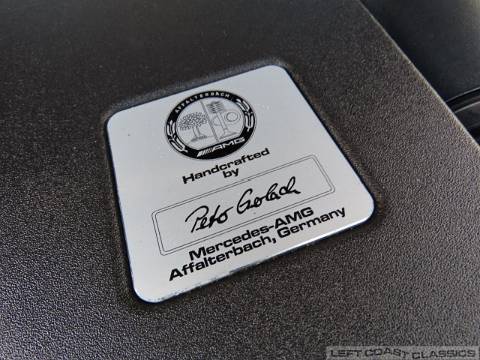 AFFALTERBACH
AMG
Handcrafted
by
Mercedes-AMG
Affalterbach, Germany
LEFT COAST CLASSICS